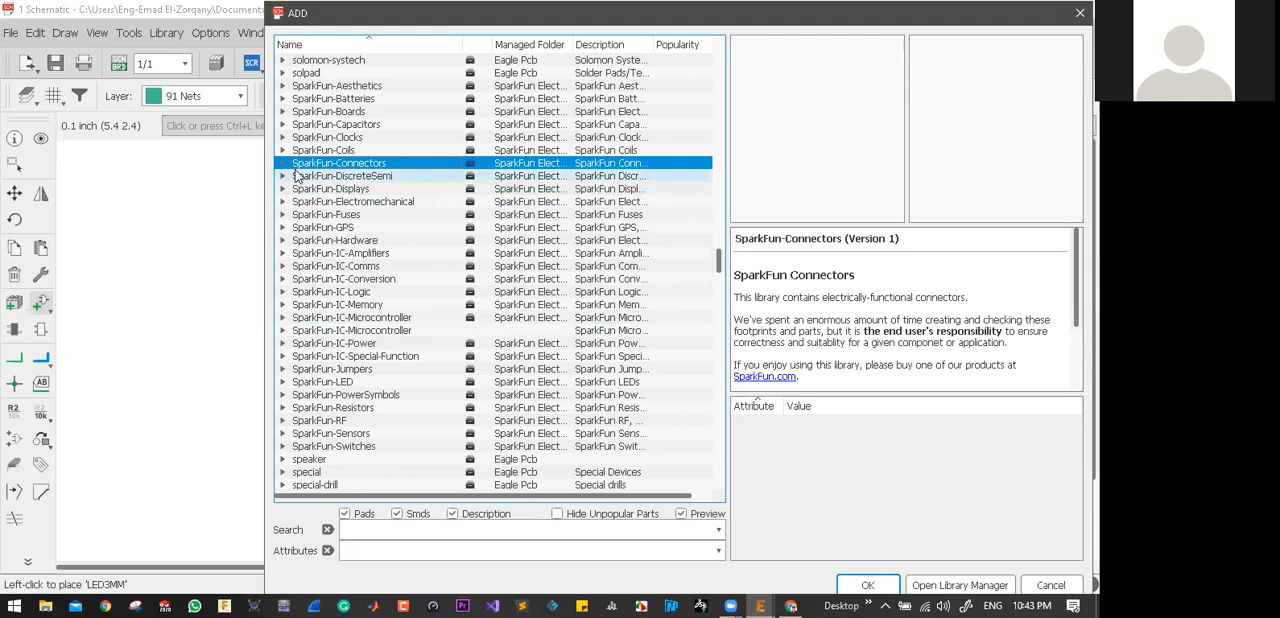 1 Schematic - C:\Users\Eng-Emad El-Zorqany\Documents
ADD
File Edit Draw View Tools Library Options Wind
1/1
SCR
Layer: 91 Nets
0.1 inch (5.4 2.4) Click or press Ctrl+L ke
Name Managed Folder Description Popularity
solomon-systech Eagle Pcb Solomon Syste...
solpad Eagle Pcb Solder Pads/Te...
SparkFun-Aesthetics SparkFun Elect... SparkFun Aest...
SparkFun-Batteries SparkFun Elect... SparkFun Batt...
SparkFun-Boards SparkFun Elect... SparkFun Elect...
SparkFun-Capacitors SparkFun Elect... SparkFun Capa...
SparkFun-Clocks SparkFun Elect... SparkFun Clock...
SparkFun-Coils SparkFun Elect... SparkFun Coils
SparkFun-Connectors SparkFun Elect... SparkFun Conn...
SparkFun-DiscreteSemi SparkFun Elect... SparkFun Discr...
SparkFun-Displays SparkFun Elect... SparkFun Displ...
SparkFun-Electromechanical SparkFun Elect... SparkFun Elect...
SparkFun-Fuses SparkFun Elect... SparkFun Fuses
SparkFun-GPS SparkFun Elect... SparkFun GPS,...
SparkFun-Hardware SparkFun Elect... SparkFun Elect...
SparkFun-IC-Amplifiers SparkFun Elect... SparkFun Ampli...
SparkFun-IC-Comms SparkFun Elect... SparkFun Com...
SparkFun-IC-Conversion SparkFun Elect... SparkFun Conv...
SparkFun-IC-Logic SparkFun Elect... SparkFun Logic...
SparkFun-IC-Memory SparkFun Elect... SparkFun Mem...
SparkFun-IC-Microcontroller SparkFun Elect... SparkFun Micro...
SparkFun-IC-Microcontroller SparkFun Micro...
SparkFun-IC-Power SparkFun Elect... SparkFun Pow...
SparkFun-IC-Special-Function SparkFun Elect... SparkFun Speci...
SparkFun-Jumpers SparkFun Elect... SparkFun Jump...
SparkFun-LED SparkFun Elect... SparkFun LEDs
SparkFun-PowerSymbols SparkFun Elect... SparkFun Pow...
SparkFun-Resistors SparkFun Elect... SparkFun Resis...
SparkFun-RF SparkFun Elect... SparkFun RF, ...
SparkFun-Sensors SparkFun Elect... SparkFun Sens...
SparkFun-Switches SparkFun Elect... SparkFun Swit...
speaker Eagle Pcb
special Eagle Pcb Special Devices
special-drill Eagle Pcb Special drills
SparkFun-Connectors (Version 1)
SparkFun Connectors
This library contains electrically-functional connectors.
We've spent an enormous amount of time creating and checking these
footprints and parts, but it is the end user's responsibility to ensure
correctness and suitablity for a given componet or application.
If you enjoy using this library, please buy one of our products at
SparkFun.com.
Attribute Value
Pads Smds Description Hide Unpopular Parts Preview
Search
Attributes
OK Open Library Manager Cancel
Left-click to place 'LED3MM'
Desktop » ENG 10:43 PM